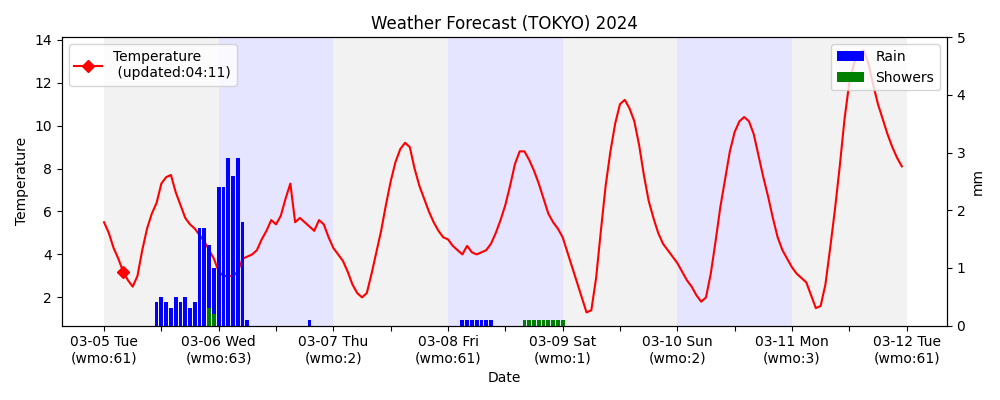 Weather Forecast (TOKYO) 2024
Temperature
(updated:04:11)
Rain
Showers
14
12
10
8
6
4
2
Temperature
5
4
3
2
1
0
mm
03-05 Tue 03-06 Wed 03-07 Thu 03-08 Fri 03-09 Sat 03-10 Sun 03-11 Mon 03-12 Tue
(wmo:61) (wmo:63) (wmo:2) (wmo:61) (wmo:1) (wmo:2) (wmo:3) (wmo:61)
Date